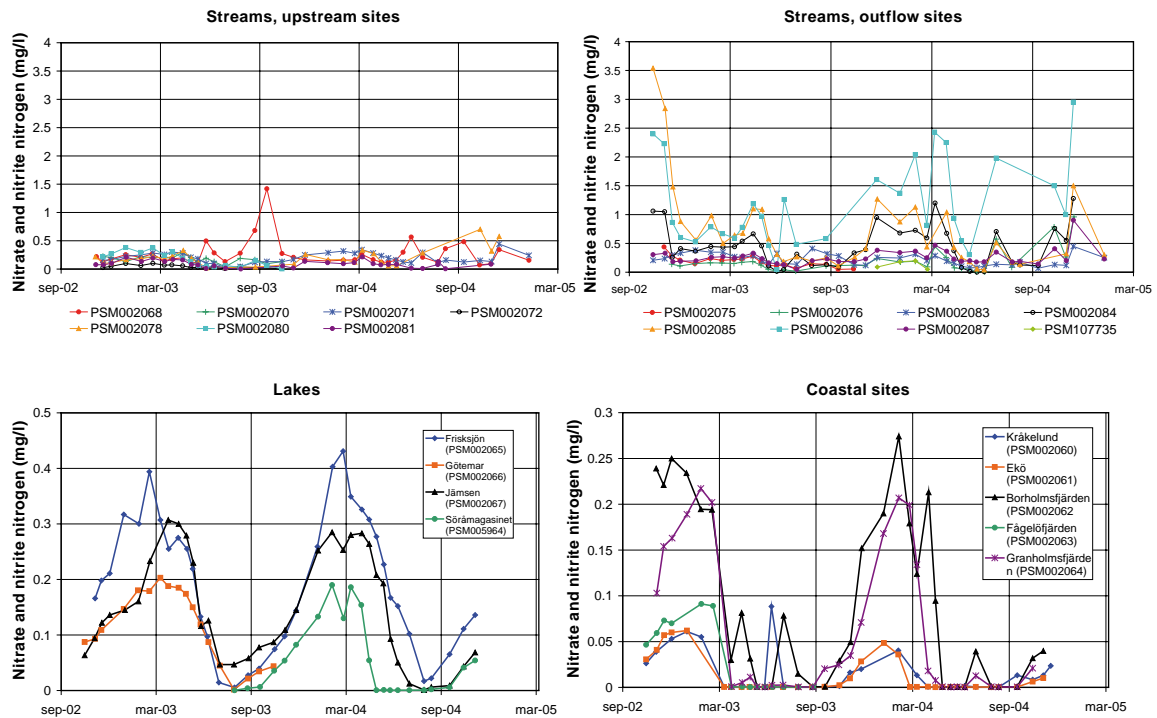 Streams, upstream sites
Nitrate and nitrite nitrogen (mg/l)
4
3.5
3
2.5
2
1.5
1
0.5
0
sep-02 mar-03 sep-03 mar-04 sep-04 mar-05
PSM002068 PSM002070 PSM002071 PSM002072
PSM002078 PSM002080 PSM002081
Streams, outflow sites
Nitrate and nitrite nitrogen (mg/l)
4
3.5
3
2.5
2
1.5
1
0.5
0
sep-02 mar-03 sep-03 mar-04 sep-04 mar-05
PSM002075 PSM002076 PSM002083 PSM002084
PSM002085 PSM002086 PSM002087 PSM107735
Lakes
Nitrate and nitrite nitrogen (mg/l)
0.5
0.4
0.3
0.2
0.1
0
sep-02 mar-03 sep-03 mar-04 sep-04 mar-05
Frisksjön
(PSM002065)
Götemar
(PSM002066)
Jämsen
(PSM002067)
Söråmagasinet
(PSM005964)
Coastal sites
Nitrate and nitrite nitrogen (mg/l)
0.3
0.25
0.2
0.15
0.1
0.05
0
sep-02 mar-03 sep-03 mar-04 sep-04 mar-05
Kråkelund
(PSM002060)
Ekö
(PSM002061)
Borholmsfjärden
(PSM002062
Fågelöfjärden
(PSM002063)
Granholmsfjärde
n (PSM002064)